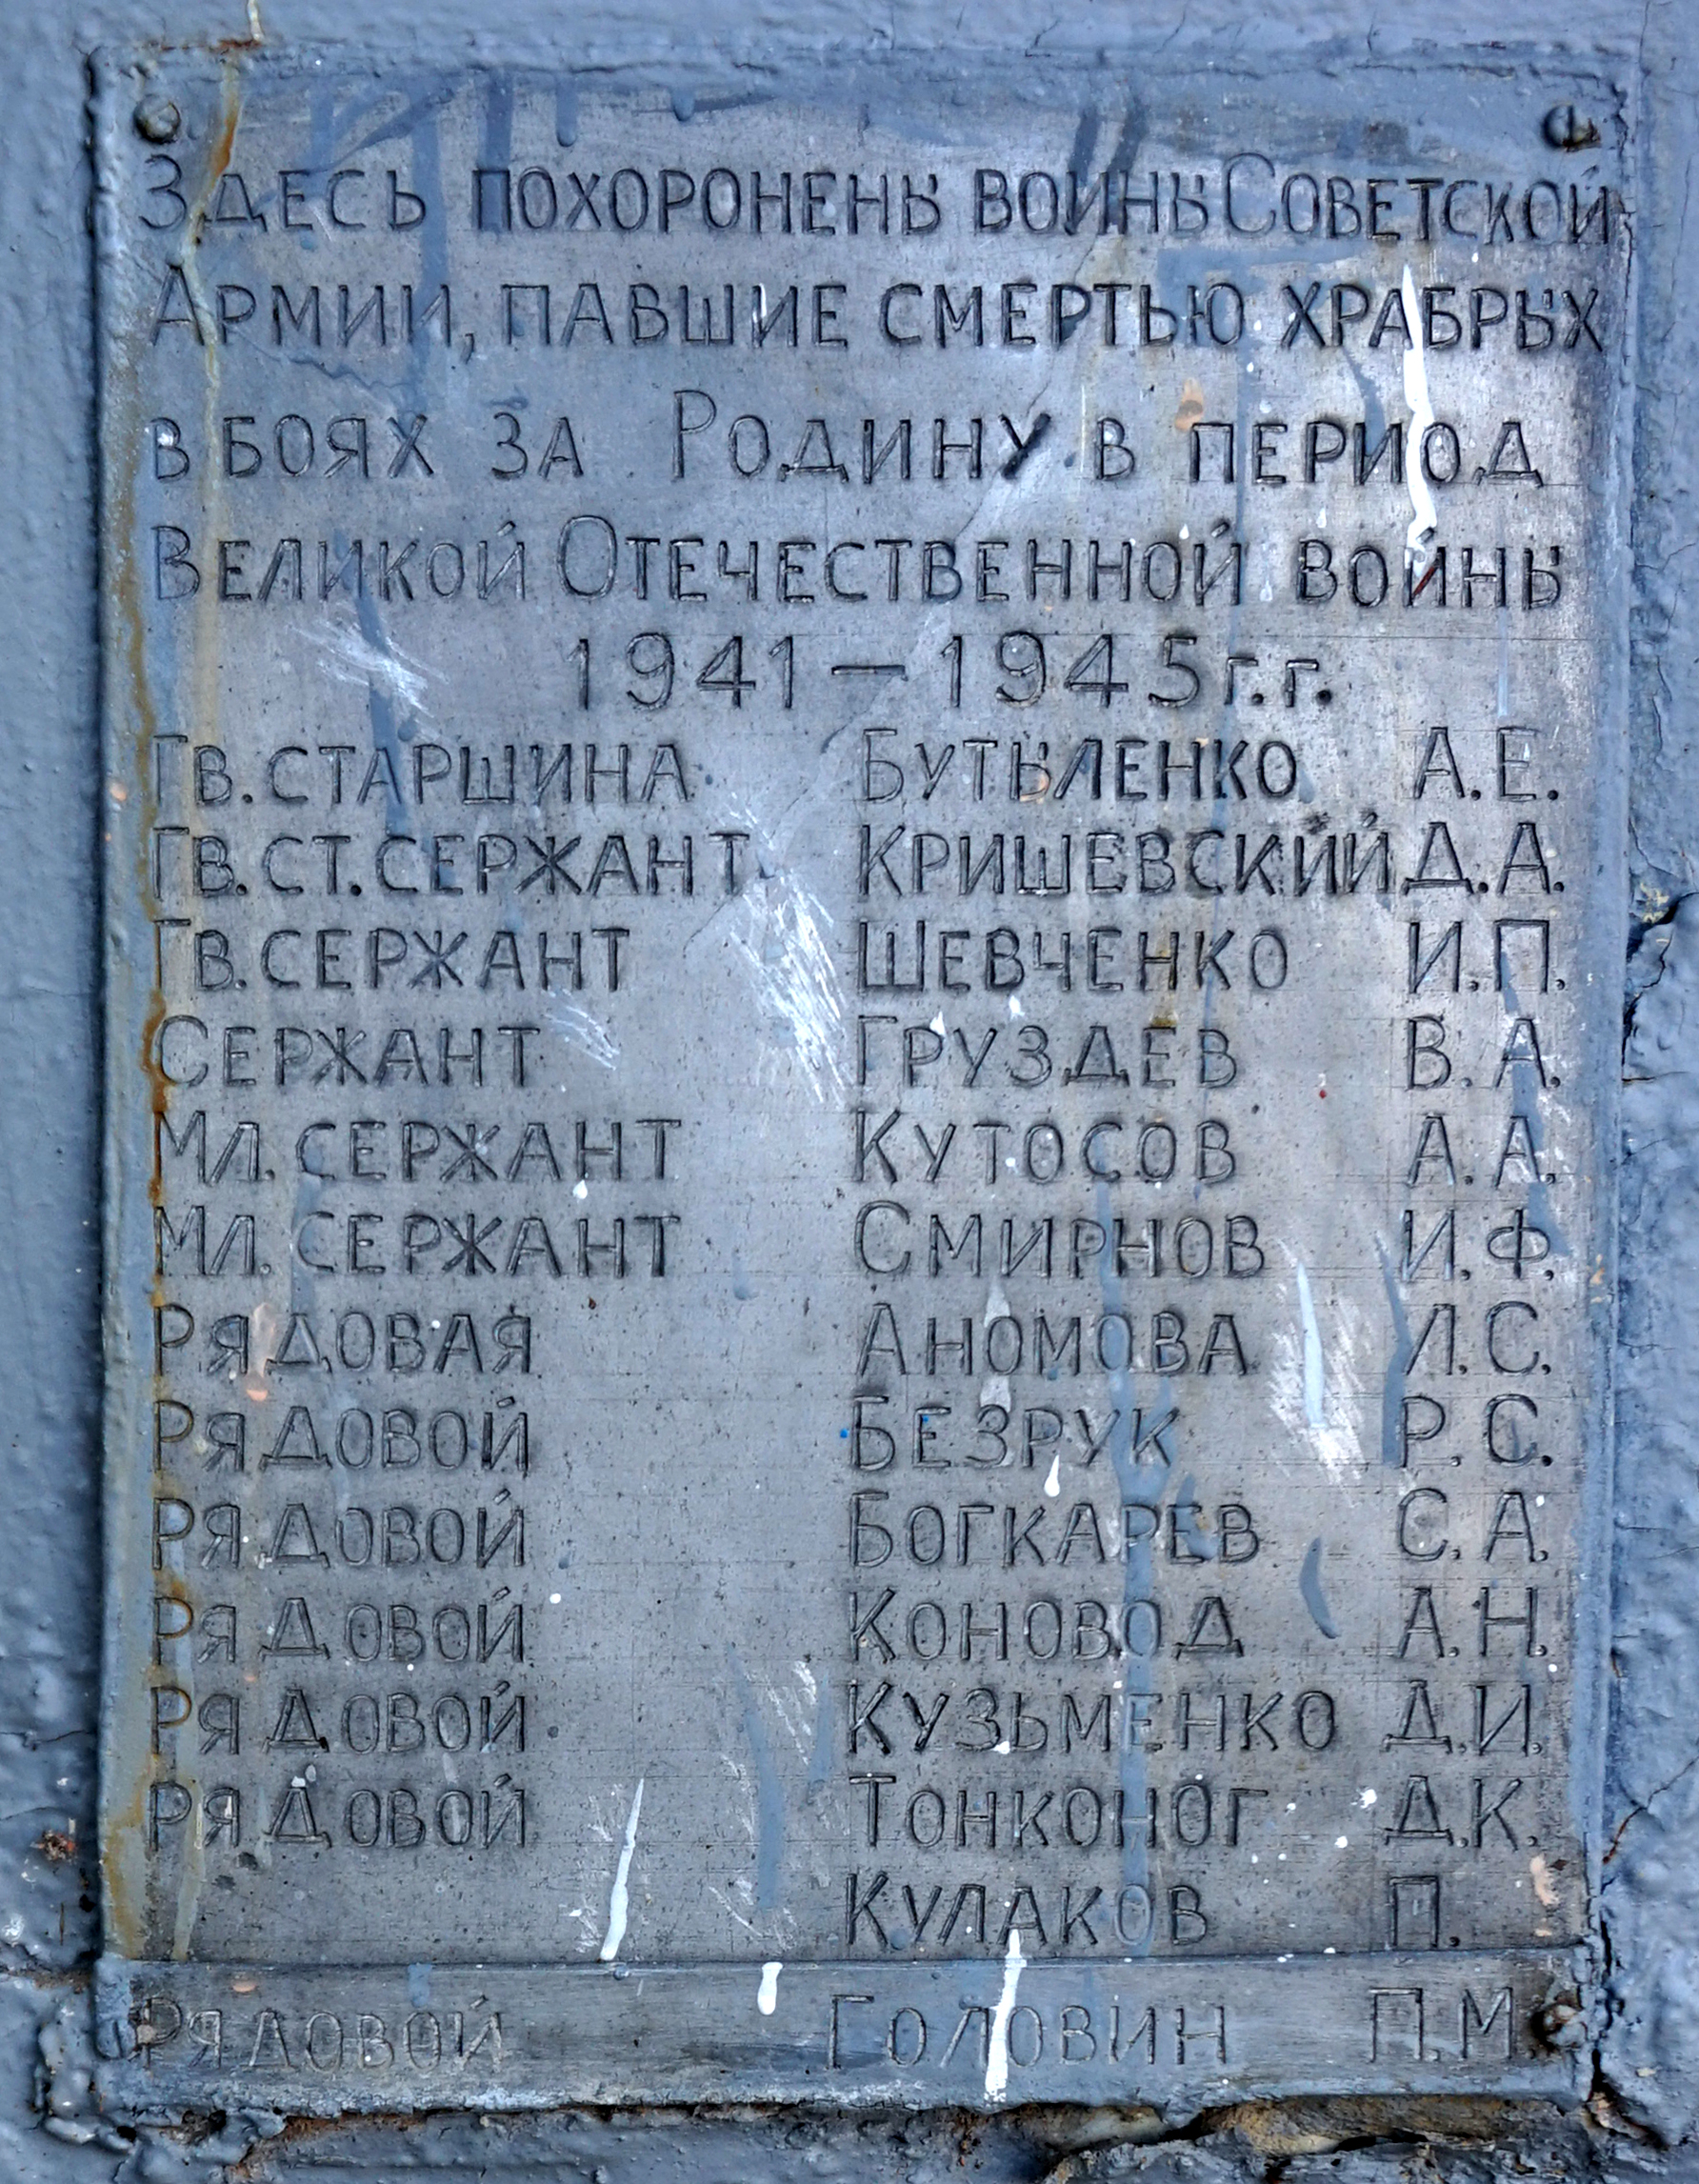 Здесь похоронены воины Советской
Армии, павшие смертью храбрых
в боях за Родину в период
Великой Отечественной войны
1941 – 1945 г.г.
Гв. старшина Бутыленко А.Е.
Гв. ст. сержант Кришевский Д.А.
Гв. сержант Шевченко И.П.
Сержант Груздев В.А.
Мл. сержант Кутосов А.А.
Мл. сержант Смирнов И.Ф.
Рядовая Аномова Л.С.
Рядовой Безрук Р.С.
Рядовой Богкарев С.А.
Рядовой Коновод А.Н.
Рядовой Кузьменко Д.И.
Рядовой Тонконог Д.К.
Кулаков П.
Рядовой Головин П.М.